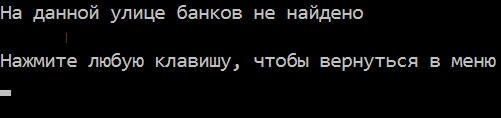 На данной улице банков не найдено
Нажмите любую клавишу, чтобы вернуться в меню